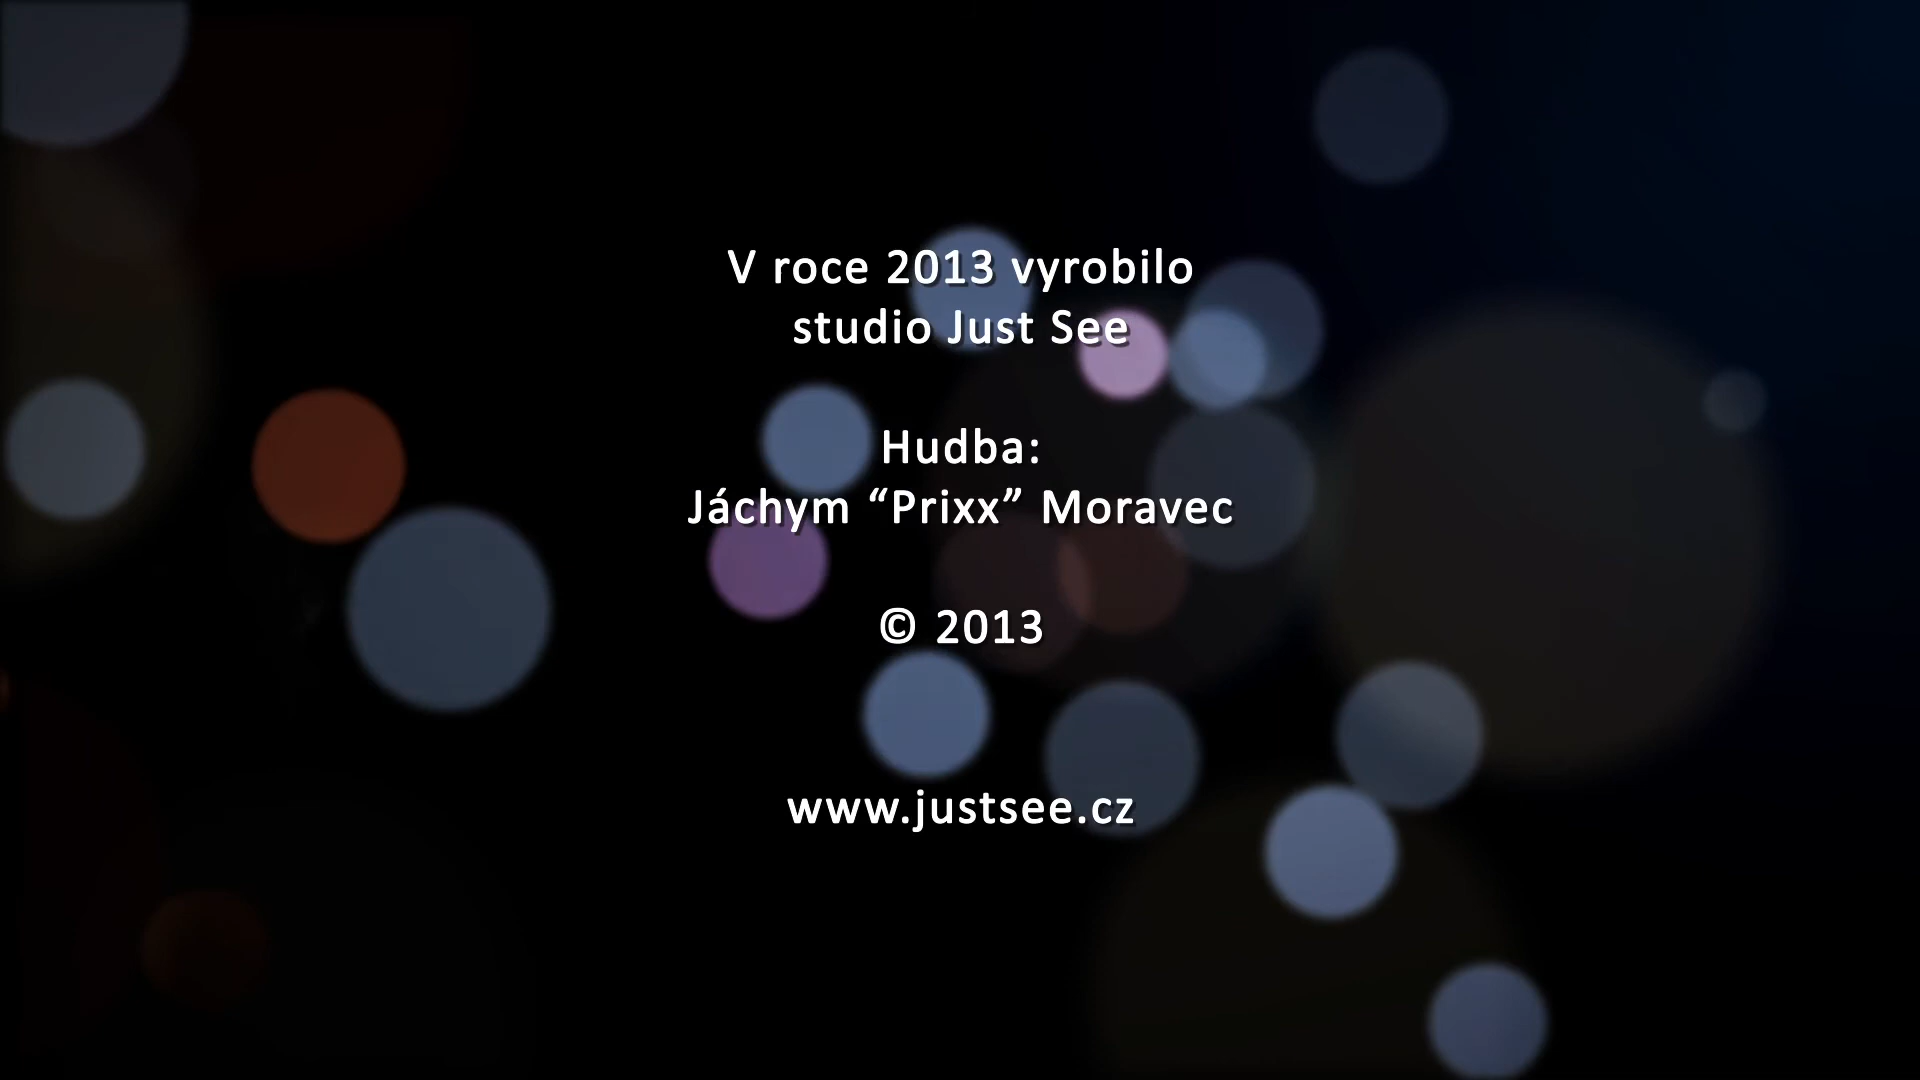 V roce 2013 vyrobilo
studio Just See
Hudba:
Jáchym “Prixx” Moravec
© 2013
www.justsee.cz